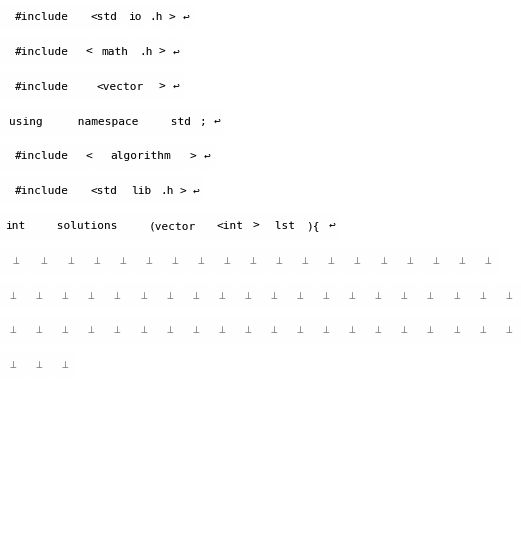 #include <std io .h > ↩
#include < math .h > ↩
#include <vector > ↩
using namespace std ; ↩
#include < algorithm > ↩
#include <std lib .h > ↩
int solutions (vector <int > lst ){ ↩
⊥ ⊥ ⊥ ⊥ ⊥ ⊥ ⊥ ⊥ ⊥ ⊥ ⊥ ⊥ ⊥ ⊥ ⊥ ⊥ ⊥ ⊥ ⊥
⊥ ⊥ ⊥ ⊥ ⊥ ⊥ ⊥ ⊥ ⊥ ⊥ ⊥ ⊥ ⊥ ⊥ ⊥ ⊥ ⊥ ⊥ ⊥ ⊥
⊥ ⊥ ⊥ ⊥ ⊥ ⊥ ⊥ ⊥ ⊥ ⊥ ⊥ ⊥ ⊥ ⊥ ⊥ ⊥ ⊥ ⊥ ⊥ ⊥
⊥ ⊥ ⊥